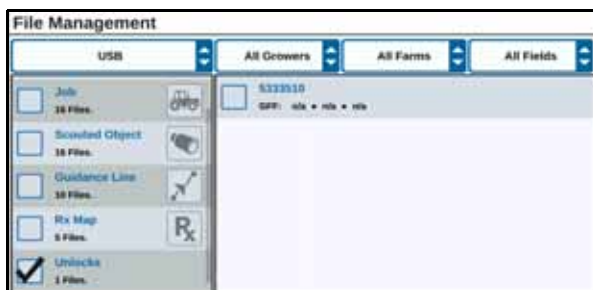 File Management
USB
All Growers
All Farms
All Fields
Job
16 Files.
Scouted Object
16 Files.
Guidance Line
10 Files.
Rx Map
5 Files.
Rx
Unlocks
1 Files.
5333510
GFF: n/a • n/a • n/a